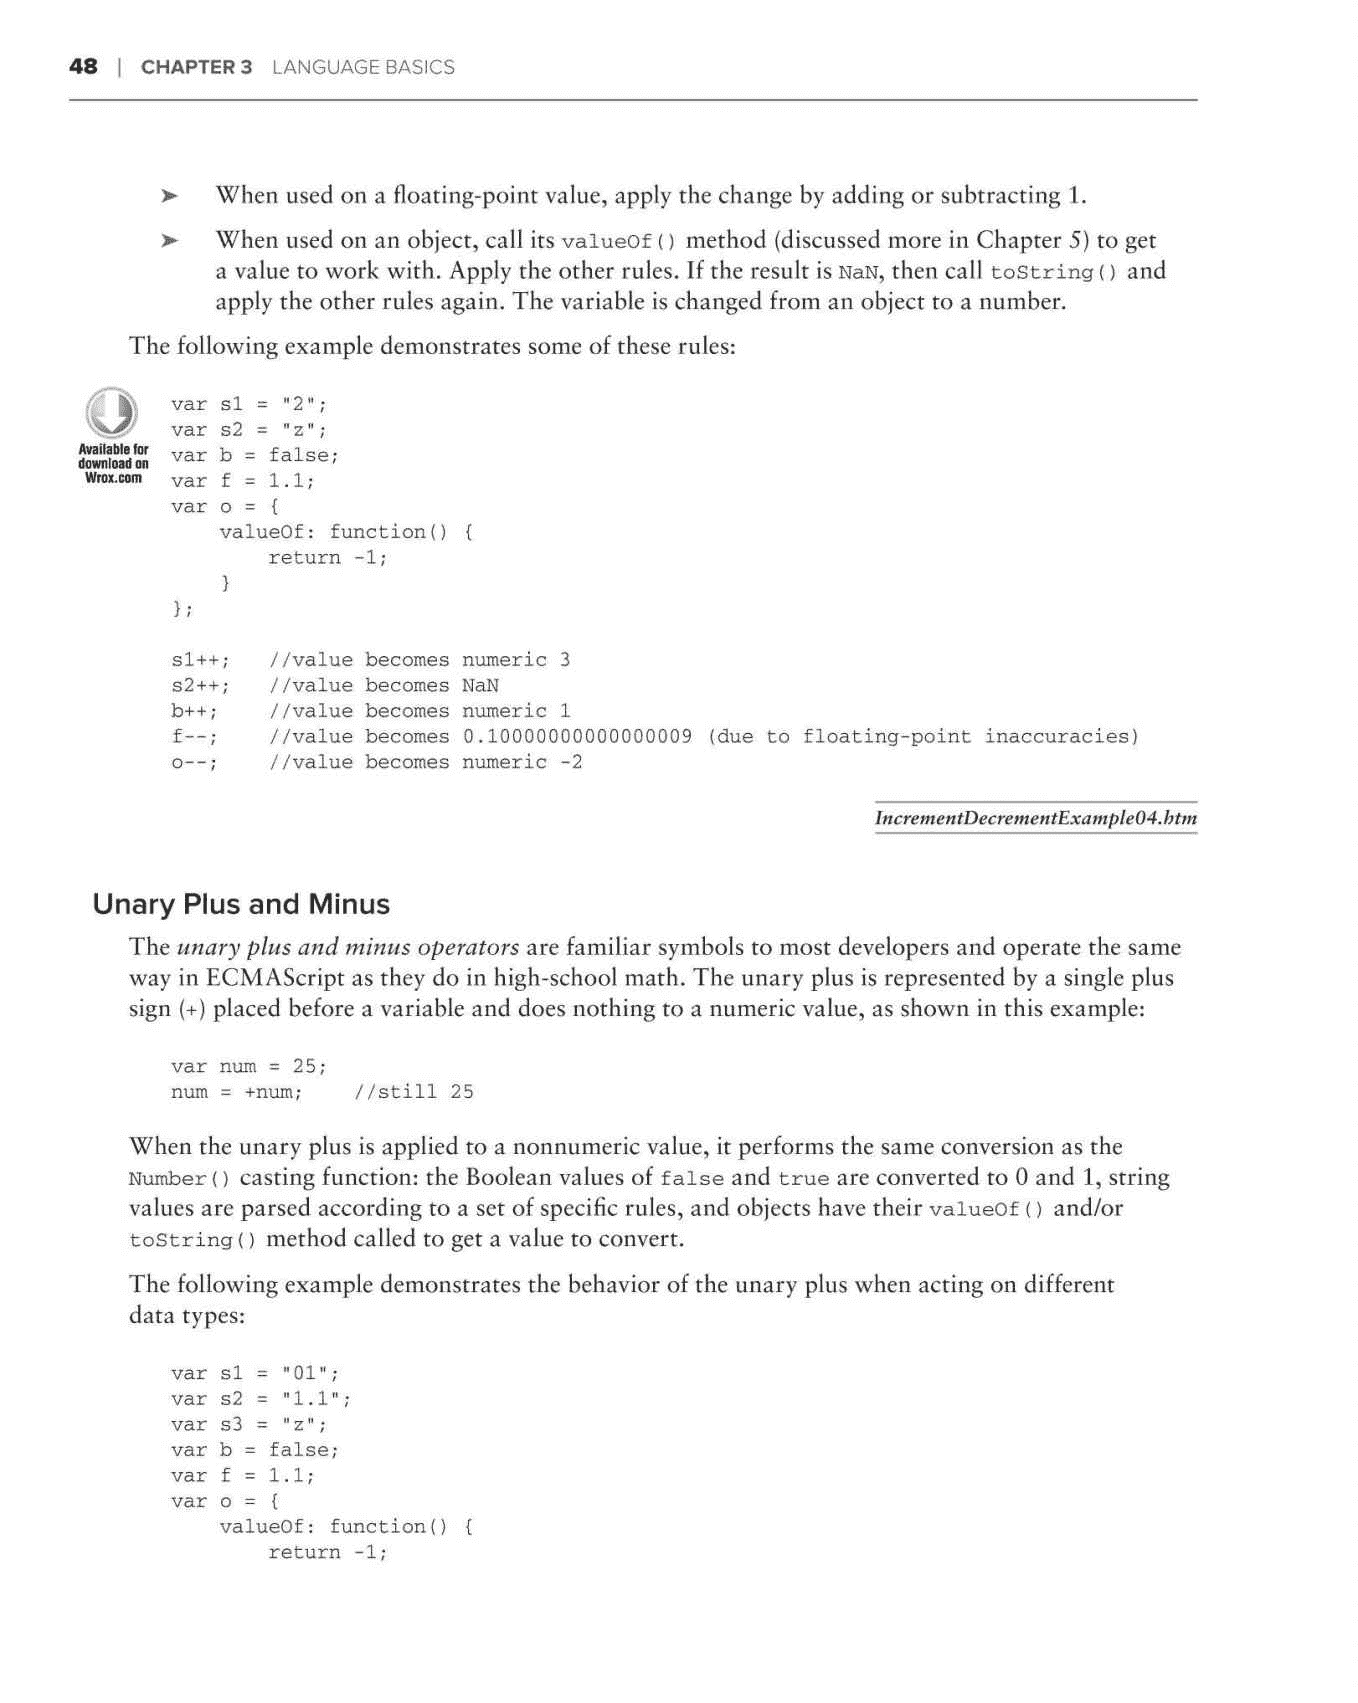 48 | CHAPTER 3 LANGUAGE BASICS
➤ When used on a floating-point value, apply the change by adding or subtracting 1.
➤ When used on an object, call its valueOf() method (discussed more in Chapter 5) to get
a value to work with. Apply the other rules. If the result is NaN, then call toString() and
apply the other rules again. The variable is changed from an object to a number.
The following example demonstrates some of these rules:
Available for
download on
Wrox.com
var s1 = "2";
var s2 = "z";
var b = false;
var f = 1.1;
var o = {
    valueOf: function() {
        return -1;
    }
};
s1++;   //value becomes numeric 3
s2++;   //value becomes NaN
b++;    //value becomes numeric 1
f--;    //value becomes 0.10000000000000009 (due to floating-point inaccuracies)
o--;    //value becomes numeric -2
IncrementDecrementExample04.htm
Unary Plus and Minus
The unary plus and minus operators are familiar symbols to most developers and operate the same
way in ECMAScript as they do in high-school math. The unary plus is represented by a single plus
sign (+) placed before a variable and does nothing to a numeric value, as shown in this example:
var num = 25;
num = +num;    //still 25
When the unary plus is applied to a nonnumeric value, it performs the same conversion as the
Number() casting function: the Boolean values of false and true are converted to 0 and 1, string
values are parsed according to a set of specific rules, and objects have their valueOf() and/or
toString() method called to get a value to convert.
The following example demonstrates the behavior of the unary plus when acting on different
data types:
var s1 = "01";
var s2 = "1.1";
var s3 = "z";
var b = false;
var f = 1.1;
var o = {
    valueOf: function() {
        return -1;